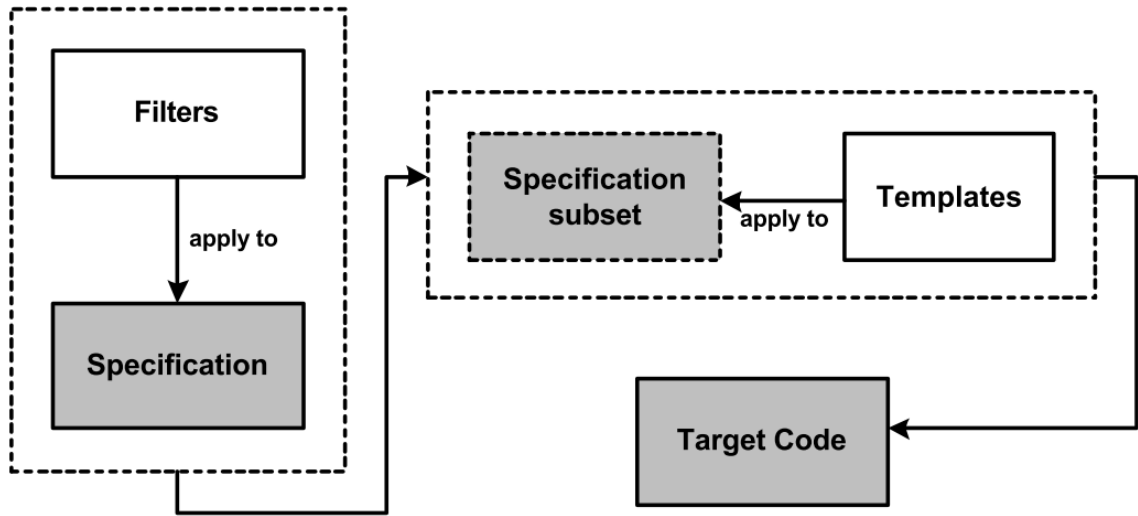 Filters
apply to
Specification
Specification
subset
apply to
Templates
Target Code